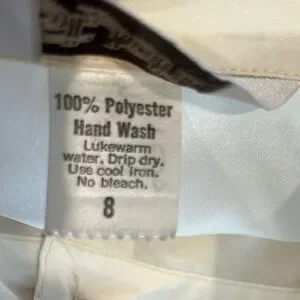 100% Polyester
Hand Wash
Lukewarm
water. Drip dry.
Use cool iron.
No bleach.
8